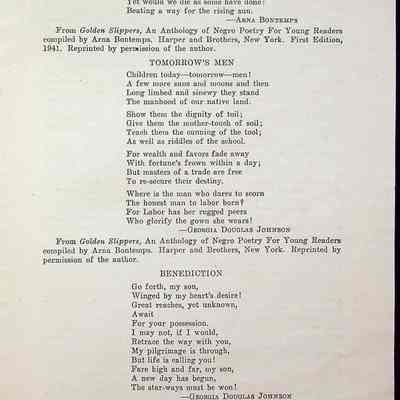 Yet would we die as some have done!
Beating a way for the rising sun.
—ARNA BONTEMPS
From Golden Slippers, An Anthology of Negro Poetry For Young Readers
compiled by Arna Bontemps. Harper and Brothers, New York. First Edition,
1941. Reprinted by permission of the author.
TOMORROW'S MEN
Children today—tomorrow—men!
A few more suns and moons and then
Long limbed and sinewy they stand
The manhood of our native land.
Show them the dignity of toil;
Give them the mother-touch of soil;
Teach them the cunning of the tool;
As well as riddles of the school.
For wealth and favors fade away
With fortune's frown within a day;
But masters of a trade are free
To re-secure their destiny.
Where is the man who dares to scorn
The honest man to labor born?
For Labor has her rugged peers
Who glorify the gown she wears!
—GEORGIA DOUGLAS JOHNSON
From Golden Slippers, An Anthology of Negro Poetry For Young Readers
compiled by Arna Bontemps. Harper and Brothers, New York. Reprinted by
permission of the author.
BENEDICTION
Go forth, my son,
Winged by my heart's desire!
Great reaches, yet unknown,
Await
For your possession.
I may not, if I would,
Retrace the way with you,
My pilgrimage is through,
But life is calling you!
Fare high and far, my son,
A new day has begun,
The star-ways must be won!
—GEORGIA DOUGLAS JOHNSON